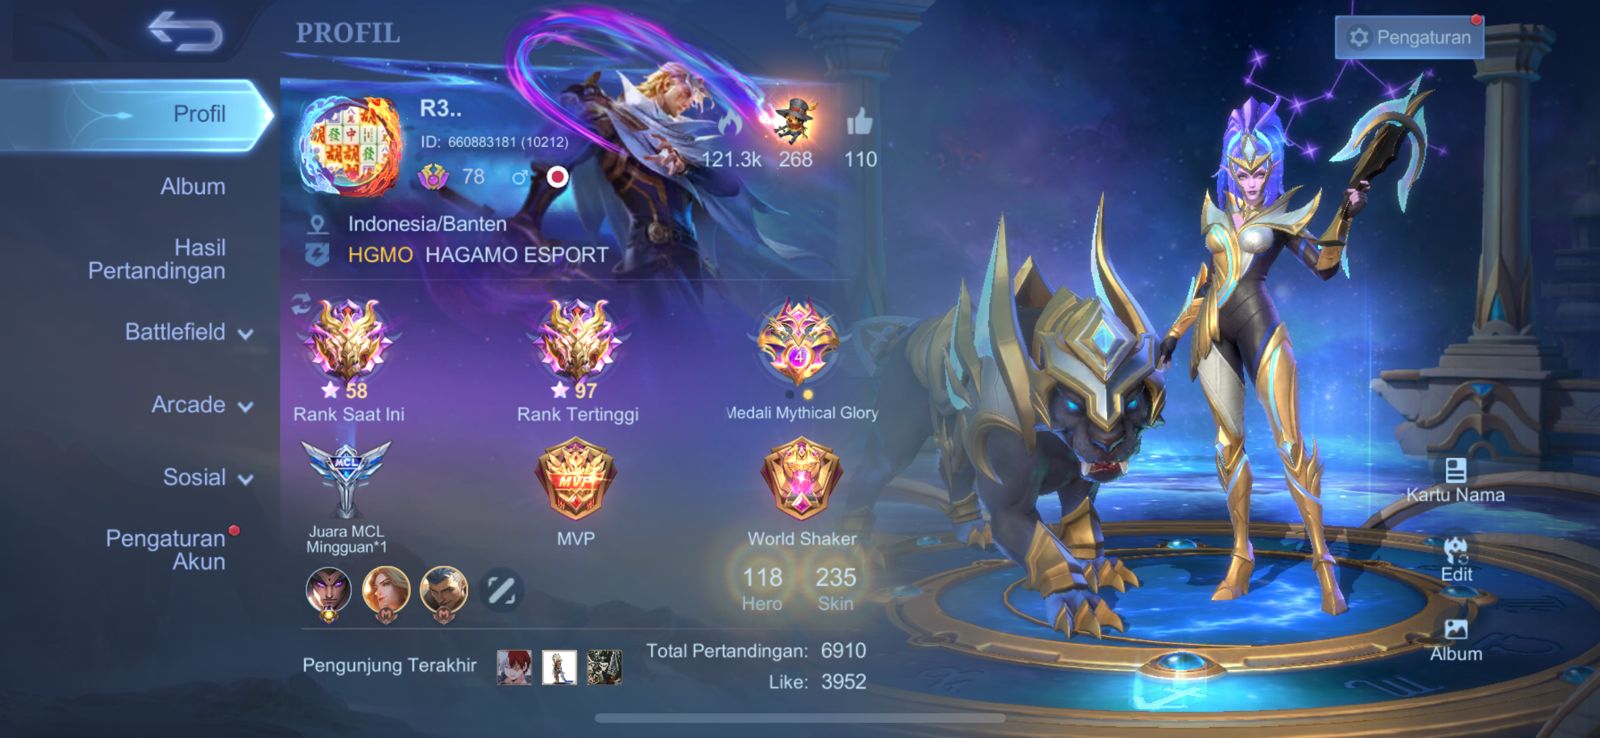 PROFIL
Pengaturan
Profil
Album
Hasil
Pertandingan
Battlefield
Arcade
Sosial
Pengaturan
Akun
R3..
ID: 660883181 (10212)
78
121.3k
268
110
Indonesia/Banten
HGMO HAGAMO ESPORT
58
Rank Saat Ini
97
Rank Tertinggi
4
Medali Mythical Glory
MCL
Juara MCL
Mingguan*1
MVP
MVP
World Shaker
118
Hero
235
Skin
Pengunjung Terakhir
Total Pertandingan: 6910
Like: 3952
Kartu Nama
Edit
Album